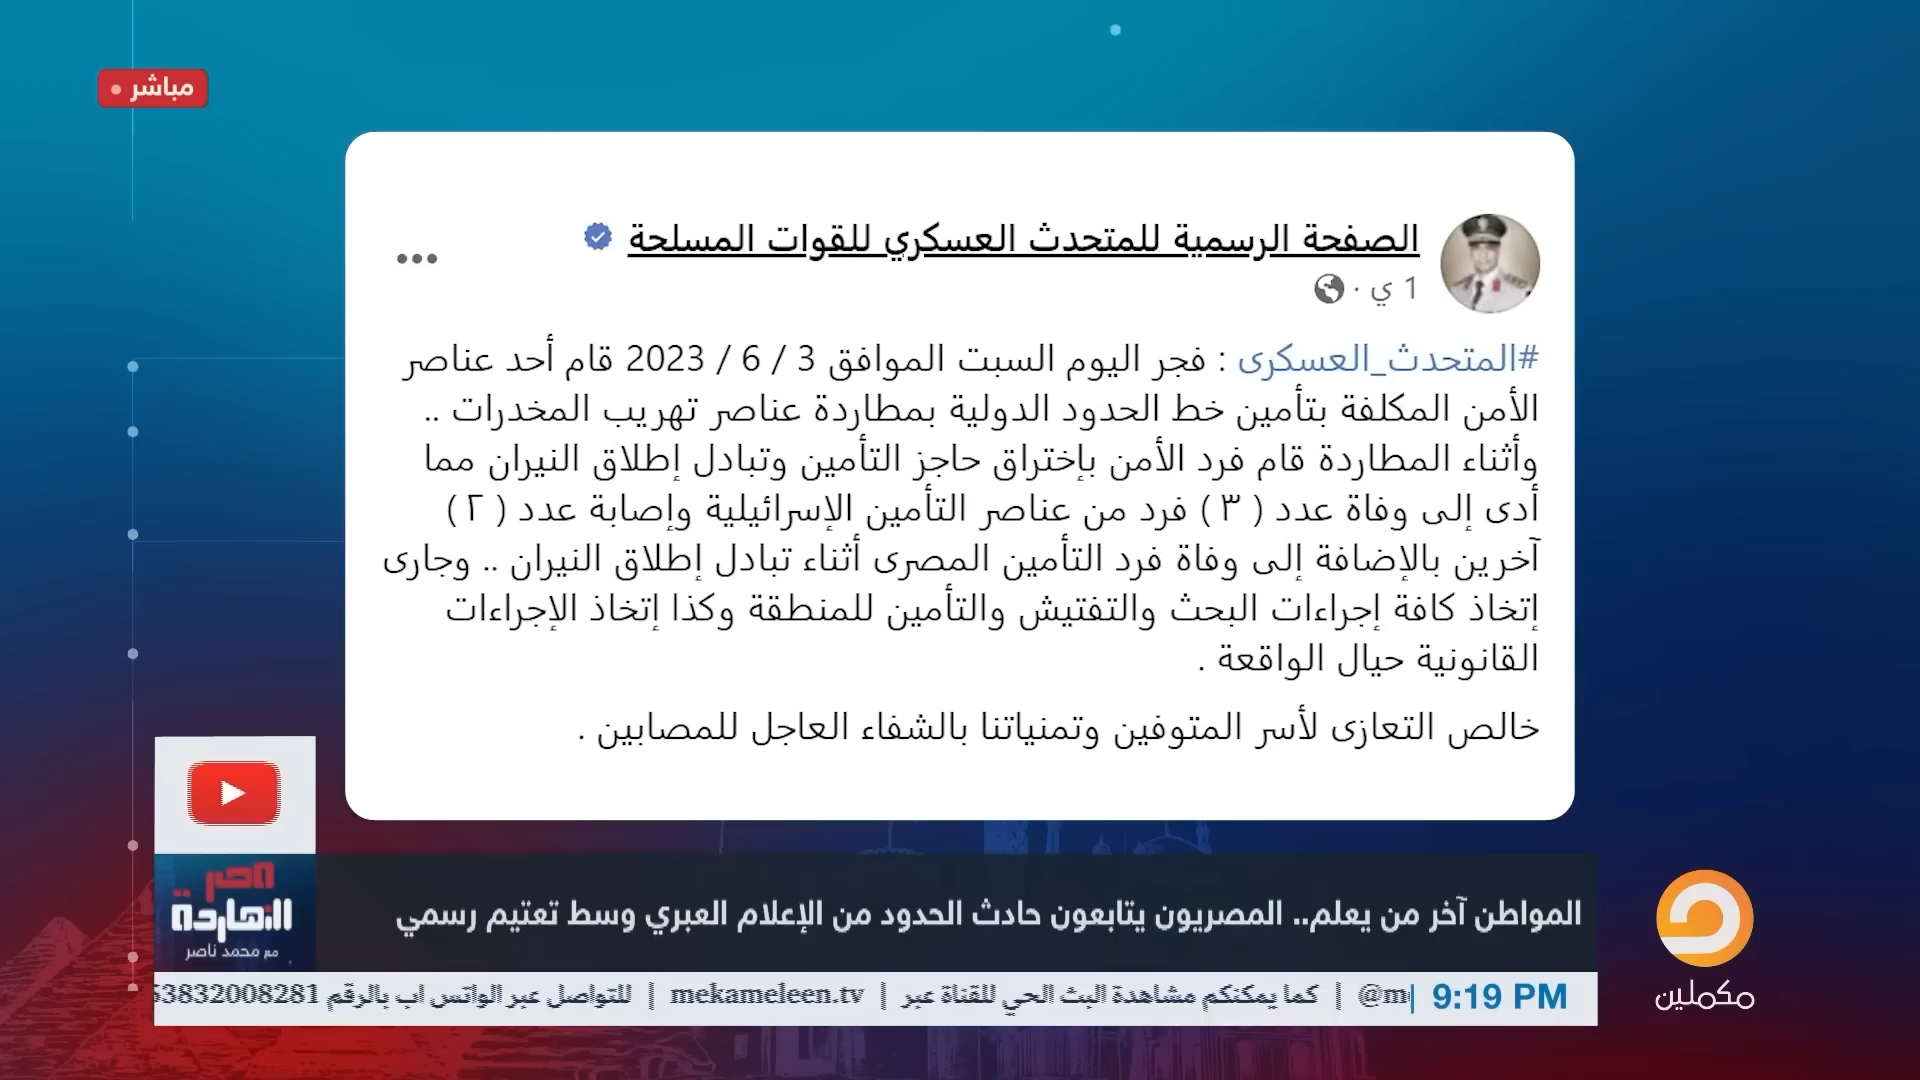 مباشر
الصفحة الرسمية للمتحدث العسكري للقوات المسلحة
1 ي ·
#المتحدث_العسكرى : فجر اليوم السبت الموافق 3 / 6 / 2023 قام أحد عناصر
الأمن المكلفة بتأمين خط الحدود الدولية بمطاردة عناصر تهريب المخدرات ..
وأثناء المطاردة قام فرد الأمن بإختراق حاجز التأمين وتبادل إطلاق النيران مما
أدى إلى وفاة عدد ( ٣ ) فرد من عناصر التأمين الإسرائيلية وإصابة عدد ( ٢ )
آخرين بالإضافة إلى وفاة فرد التأمين المصرى أثناء تبادل إطلاق النيران .. وجارى
إتخاذ كافة إجراءات البحث والتفتيش والتأمين للمنطقة وكذا إتخاذ الإجراءات
القانونية حيال الواقعة .
خالص التعازى لأسر المتوفين وتمنياتنا بالشفاء العاجل للمصابين .
مصر
النهاردة
مع محمد ناصر
المواطن آخر من يعلم.. المصريون يتابعون حادث الحدود من الإعلام العبري وسط تعتيم رسمي
9:19 PM
@m | كما يمكنكم مشاهدة البث الحي للقناة عبر | mekameleen.tv | للتواصل عبر الواتس اب بالرقم 53832008281
مكملين